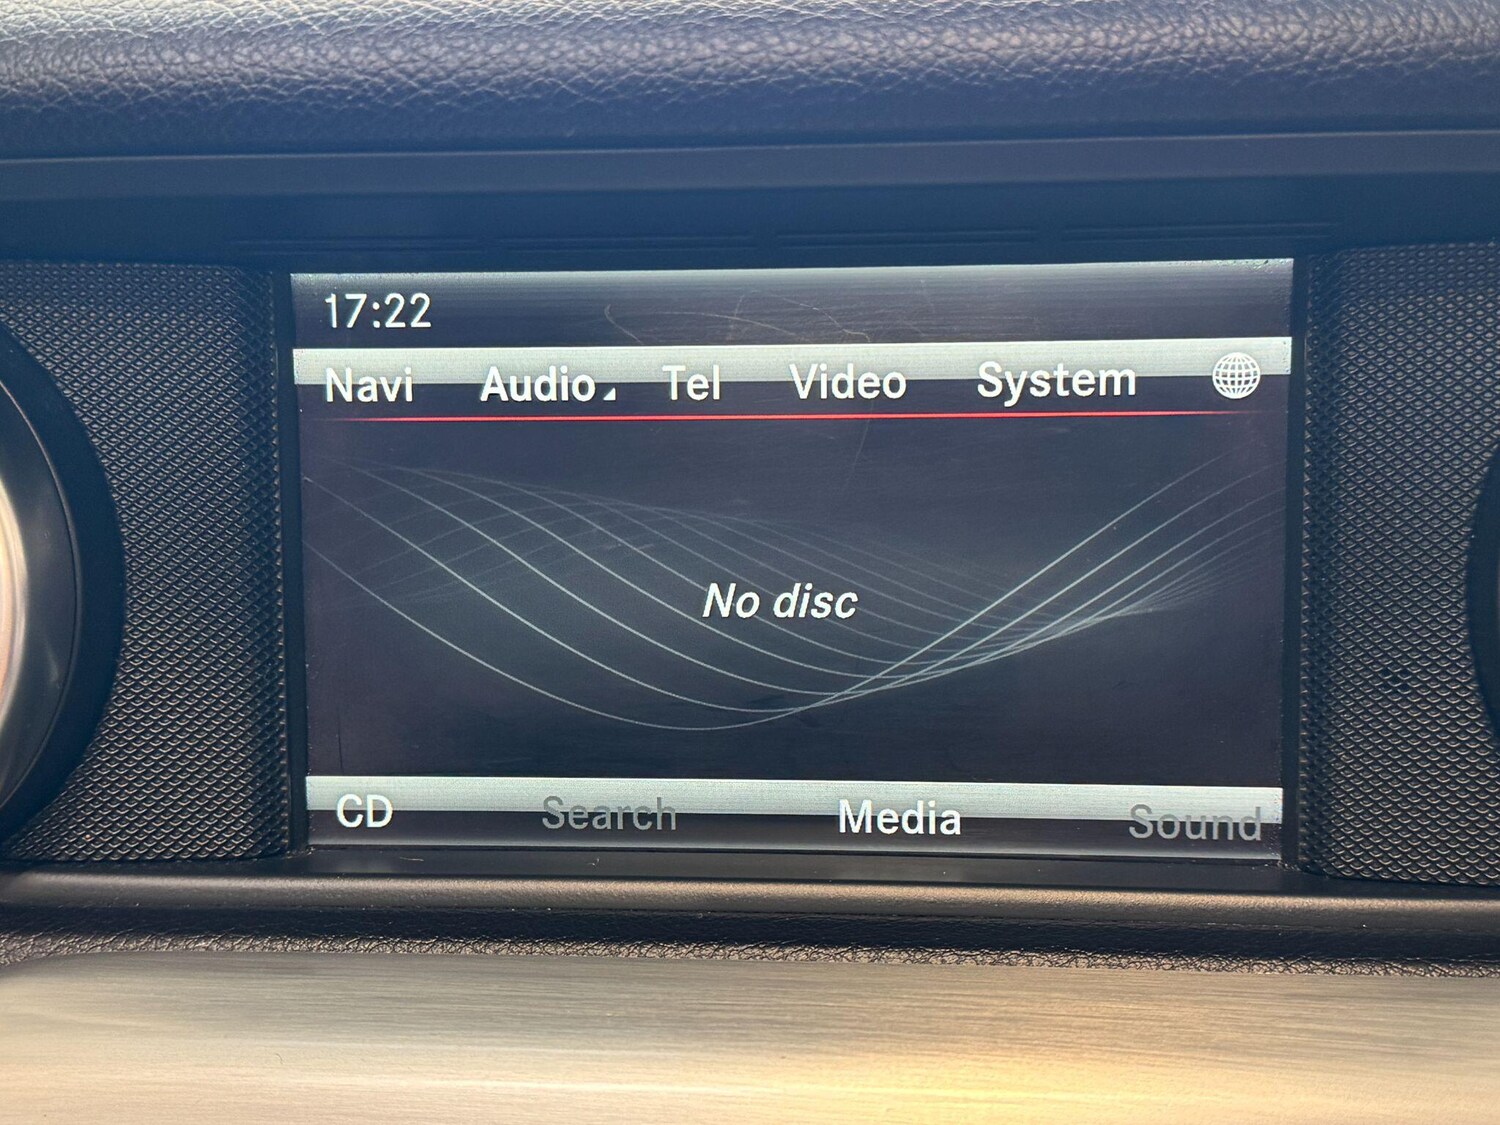 17:22
Navi Audio Tel Video System
No disc
CD Search Media Sound